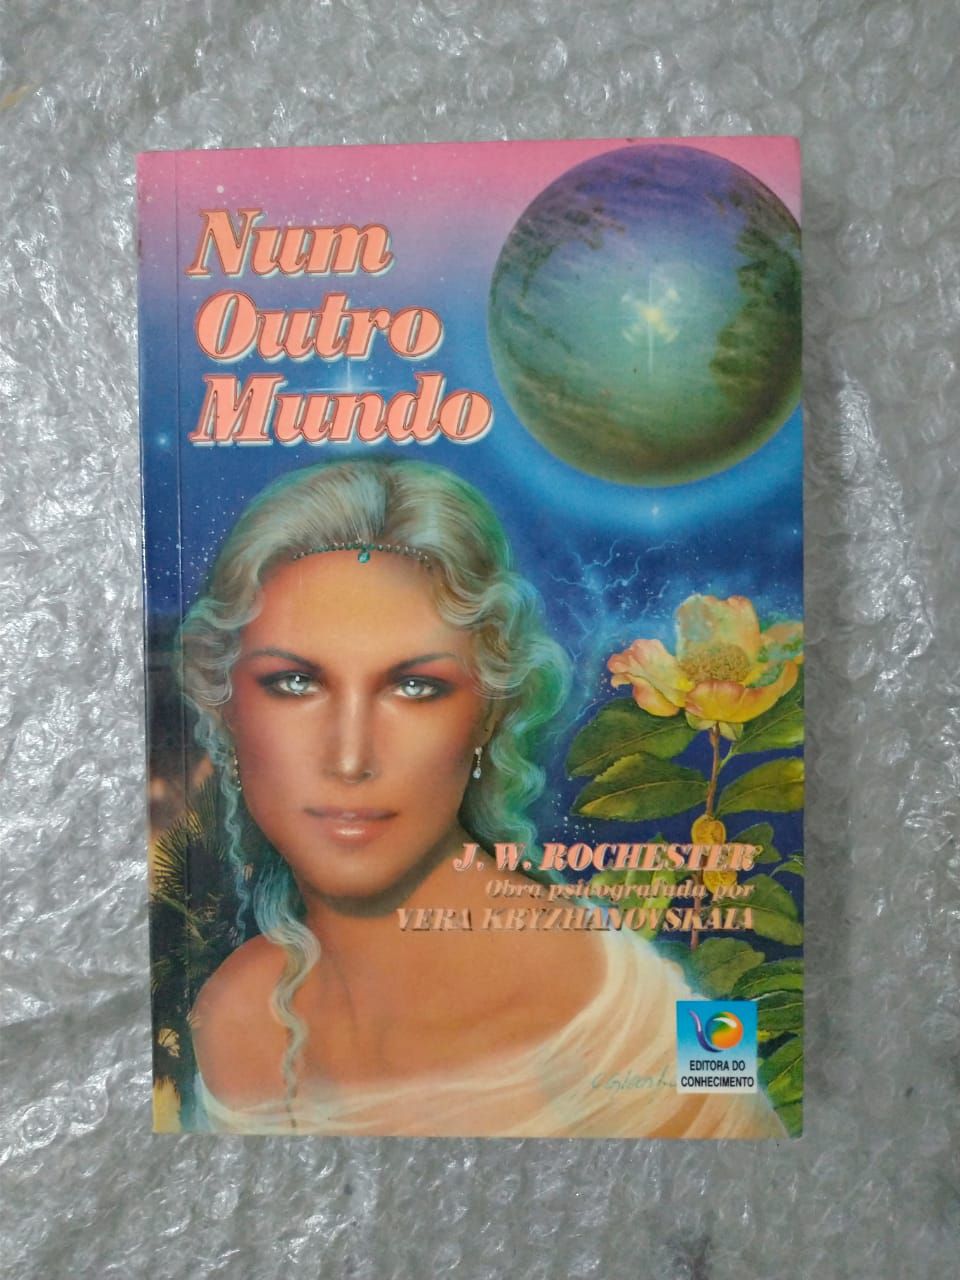 Num
Outro
Mundo
J. W. ROCHESTER
Obra psicografada por
VERA KRYZHANOVSKAIA
EDITORA DO
CONHECIMENTO